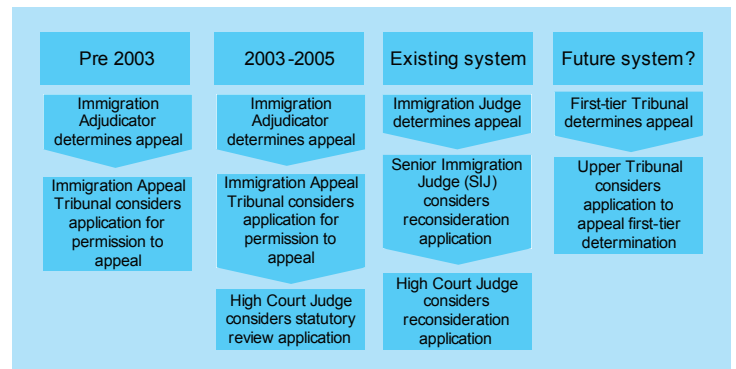 Pre 2003
Immigration
Adjudicator
determines appeal
Immigration Appeal
Tribunal considers
application for
permission to
appeal
2003-2005
Immigration
Adjudicator
determines appeal
Immigration Appeal
Tribunal considers
application for
permission to
appeal
High Court Judge
considers statutory
review application
Existing system
Immigration Judge
determines appeal
Senior Immigration
Judge (SIJ)
considers
reconsideration
application
High Court Judge
considers
reconsideration
application
Future system?
First-tier Tribunal
determines appeal
Upper Tribunal
considers
application to
appeal first-tier
determination